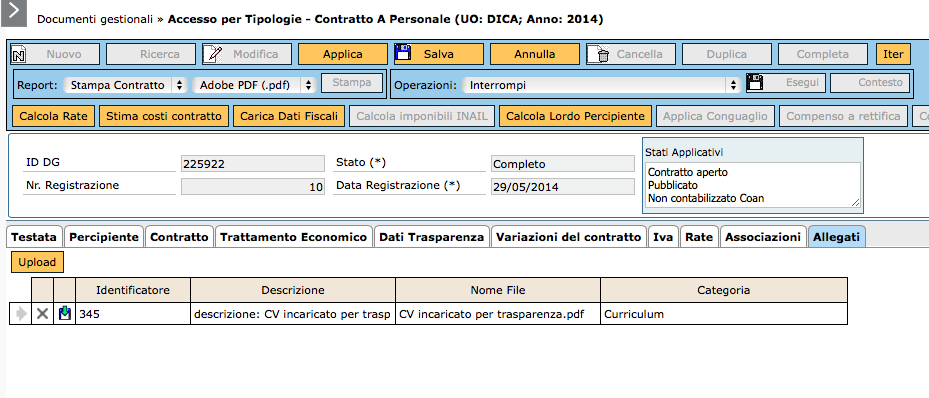 Documenti gestionali » Accesso per Tipologie - Contratto A Personale (UO: DICA; Anno: 2014)
Nuovo Ricerca Modifica Applica Salva Annulla Cancella Duplica Completa Iter
Report: Stampa Contratto Adobe PDF (.pdf) Stampa Operazioni: Interrompi Esegui Contesto
Calcola Rate Stima costi contratto Carica Dati Fiscali Calcola imponibili INAIL Calcola Lordo Percipiente Applica Conguaglio Compenso a rettifica
ID DG 225922 Stato (*) Completo
Nr. Registrazione 10 Data Registrazione (*) 29/05/2014
Stati Applicativi
Contratto aperto
Pubblicato
Non contabilizzato Coan
Testata Percipiente Contratto Trattamento Economico Dati Trasparenza Variazioni del contratto Iva Rate Associazioni Allegati
Upload
Identificatore Descrizione Nome File Categoria
345 descrizione: CV incaricato per trasp CV incaricato per trasparenza.pdf Curriculum